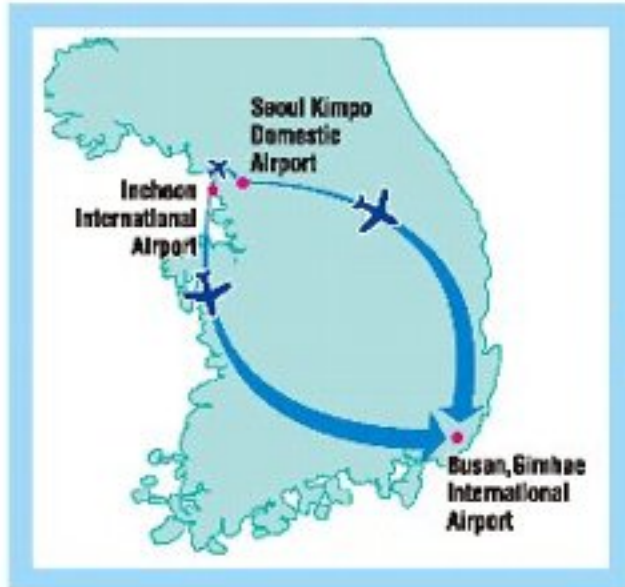 Seoul Kimpo
Domestic
Airport
Incheon
International
Airport
Busan,Gimhae
International
Airport